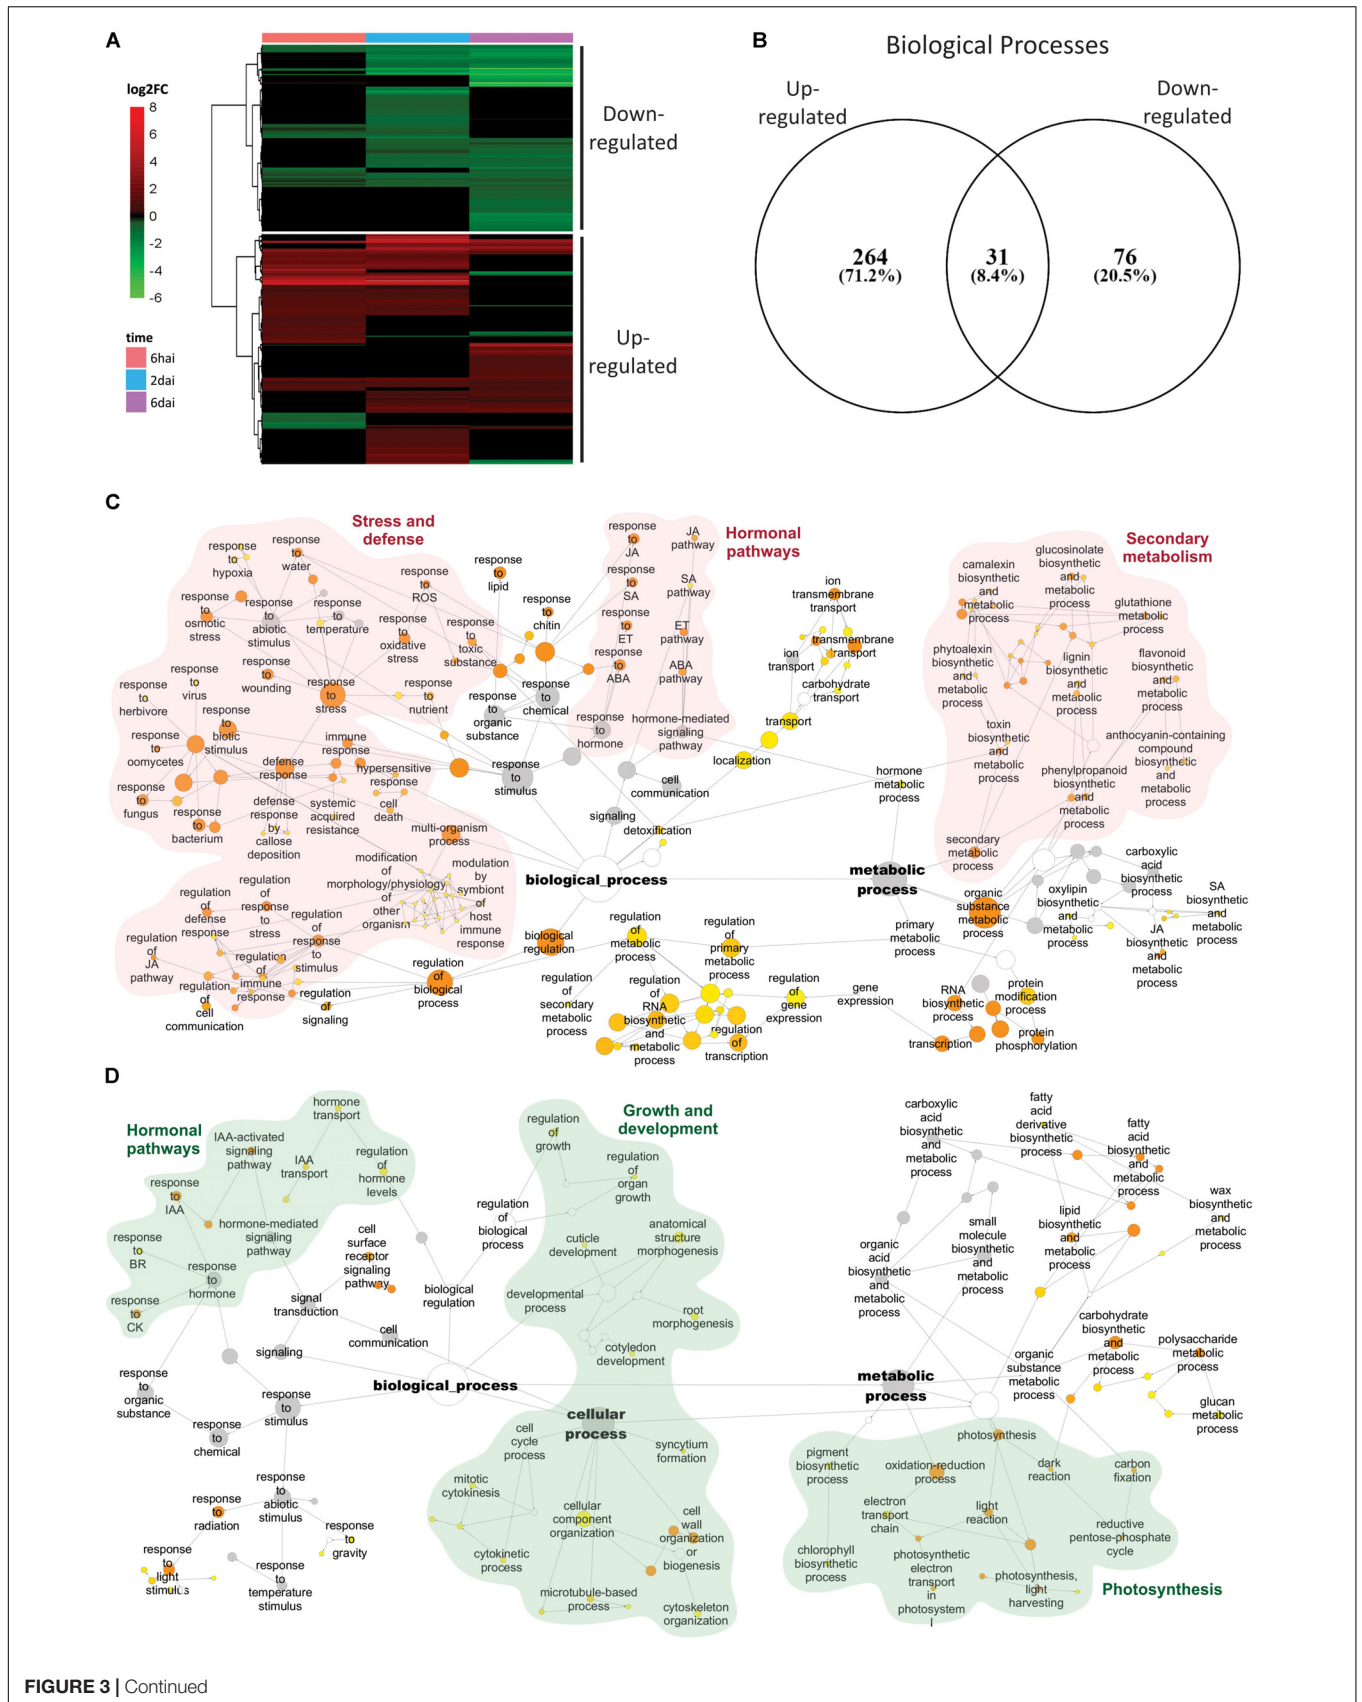 A
log2FC
8
6
4
2
0
-2
-4
-6
time
6hai
2dai
6dai
Down-
regulated
Up-
regulated
B
Biological Processes
Up-
regulated
Down-
regulated
264
(71.2%)
31
(8.4%)
76
(20.5%)
C
Stress and
defense
Hormonal
pathways
Secondary
metabolism
response
to
hypoxia
response
to
water
response
to
ROS
response
to
osmotic
stress
response
to
abiotic
stimulus
response
to
temperature
response
to
oxidative
stress
response
to
toxic
substance
response
to
lipid
response
to
chitin
response
to
wounding
response
to
virus
response
to
herbivore
response
to
stress
response
to
nutrient
response
to
biotic
stimulus
response
to
oomycetes
immune
response
defense
response
hypersensitive
response
cell
death
response
to
fungus
response
to
bacterium
defense
response
by
callose
deposition
systemic
acquired
resistance
multi-organism
process
modification
of
morphology/physiology
of
other
organism
modulation
by
symbiont
of
host
immune
response
regulation
of
defense
response
regulation
of
response
to
stress
regulation
of
response
to
stimulus
regulation
of
JA
pathway
regulation
of
immune
response
regulation
of
cell
communication
regulation
of
signaling
response
to
organic
substance
response
to
chemical
response
to
stimulus
response
to
JA
response
to
SA
response
to
ET
response
to
ABA
response
to
hormone
JA
pathway
SA
pathway
ET
pathway
ABA
pathway
hormone-mediated
signaling
pathway
cell
communication
signaling
detoxification
ion
transmembrane
transport
transmembrane
transport
ion
transport
carbohydrate
transport
transport
localization
hormone
metabolic
process
camalexin
biosynthetic
and
metabolic
process
glucosinolate
biosynthetic
and
metabolic
process
glutathione
metabolic
process
phytoalexin
biosynthetic
and
metabolic
process
lignin
biosynthetic
and
metabolic
process
flavonoid
biosynthetic
and
metabolic
process
toxin
biosynthetic
and
metabolic
process
anthocyanin-containing
compound
biosynthetic
and
metabolic
process
phenylpropanoid
biosynthetic
and
metabolic
process
secondary
metabolic
process
biological_process
metabolic
process
organic
substance
metabolic
process
carboxylic
acid
biosynthetic
process
oxylipin
biosynthetic
and
metabolic
process
SA
biosynthetic
and
metabolic
process
JA
biosynthetic
and
metabolic
process
primary
metabolic
process
biological
regulation
regulation
of
biological
process
regulation
of
metabolic
process
regulation
of
primary
metabolic
process
regulation
of
secondary
metabolic
process
regulation
of
RNA
biosynthetic
and
metabolic
process
regulation
of
transcription
regulation
of
gene
expression
gene
expression
RNA
biosynthetic
process
protein
modification
process
transcription
protein
phosphorylation
D
Hormonal
pathways
Growth and
development
hormone
transport
IAA-activated
signaling
pathway
IAA
transport
regulation
of
hormone
levels
response
to
IAA
hormone-mediated
signaling
pathway
response
to
BR
response
to
hormone
response
to
CK
cell
surface
receptor
signaling
pathway
signal
transduction
cell
communication
signaling
biological
regulation
regulation
of
biological
process
regulation
of
growth
regulation
of
organ
growth
cuticle
development
anatomical
structure
morphogenesis
developmental
process
root
morphogenesis
cotyledon
development
carboxylic
acid
biosynthetic
and
metabolic
process
fatty
acid
derivative
biosynthetic
process
fatty
acid
biosynthetic
and
metabolic
process
wax
biosynthetic
and
metabolic
process
lipid
biosynthetic
and
metabolic
process
small
molecule
biosynthetic
and
metabolic
process
organic
acid
biosynthetic
and
metabolic
process
carbohydrate
biosynthetic
and
metabolic
process
polysaccharide
metabolic
process
organic
substance
metabolic
process
glucan
metabolic
process
biological_process
metabolic
process
cellular
process
response
to
organic
substance
response
to
chemical
response
to
stimulus
response
to
abiotic
stimulus
response
to
radiation
response
to
gravity
response
to
light
stimulus
response
to
temperature
stimulus
cell
cycle
process
syncytium
formation
mitotic
cytokinesis
cellular
component
organization
cell
wall
organization
or
biogenesis
cytokinetic
process
microtubule-based
process
cytoskeleton
organization
photosynthesis
pigment
biosynthetic
process
oxidation-reduction
process
dark
reaction
carbon
fixation
electron
transport
chain
light
reaction
reductive
pentose-phosphate
cycle
chlorophyll
biosynthetic
process
photosynthetic
electron
transport
in
photosystem
I
photosynthesis,
light
harvesting
Photosynthesis
FIGURE 3 | Continued